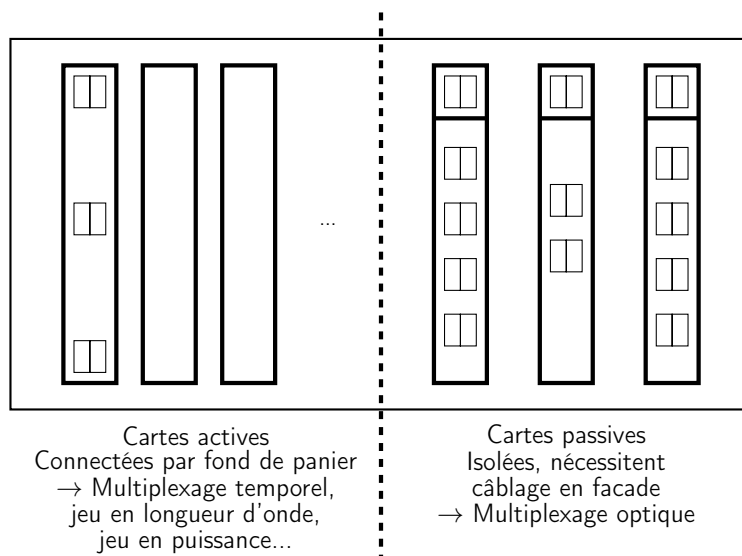 ...
Cartes actives
Connectées par fond de panier
→ Multiplexage temporel,
jeu en longueur d'onde,
jeu en puissance...
Cartes passives
Isolées, nécessitent
câblage en facade
→ Multiplexage optique